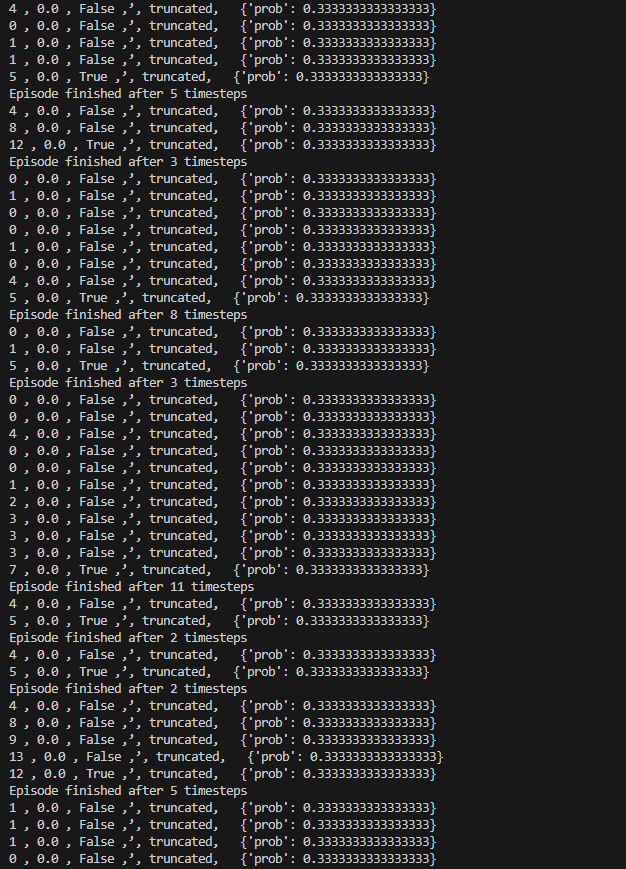 4 , 0.0 , False ,’, truncated,   {'prob': 0.3333333333333333}
0 , 0.0 , False ,’, truncated,   {'prob': 0.3333333333333333}
1 , 0.0 , False ,’, truncated,   {'prob': 0.3333333333333333}
1 , 0.0 , False ,’, truncated,   {'prob': 0.3333333333333333}
5 , 0.0 , True ,’, truncated,   {'prob': 0.3333333333333333}
Episode finished after 5 timesteps
4 , 0.0 , False ,’, truncated,   {'prob': 0.3333333333333333}
8 , 0.0 , False ,’, truncated,   {'prob': 0.3333333333333333}
12 , 0.0 , True ,’, truncated,   {'prob': 0.3333333333333333}
Episode finished after 3 timesteps
0 , 0.0 , False ,’, truncated,   {'prob': 0.3333333333333333}
1 , 0.0 , False ,’, truncated,   {'prob': 0.3333333333333333}
0 , 0.0 , False ,’, truncated,   {'prob': 0.3333333333333333}
0 , 0.0 , False ,’, truncated,   {'prob': 0.3333333333333333}
1 , 0.0 , False ,’, truncated,   {'prob': 0.3333333333333333}
0 , 0.0 , False ,’, truncated,   {'prob': 0.3333333333333333}
4 , 0.0 , False ,’, truncated,   {'prob': 0.3333333333333333}
5 , 0.0 , True ,’, truncated,   {'prob': 0.3333333333333333}
Episode finished after 8 timesteps
0 , 0.0 , False ,’, truncated,   {'prob': 0.3333333333333333}
1 , 0.0 , False ,’, truncated,   {'prob': 0.3333333333333333}
5 , 0.0 , True ,’, truncated,   {'prob': 0.3333333333333333}
Episode finished after 3 timesteps
0 , 0.0 , False ,’, truncated,   {'prob': 0.3333333333333333}
0 , 0.0 , False ,’, truncated,   {'prob': 0.3333333333333333}
4 , 0.0 , False ,’, truncated,   {'prob': 0.3333333333333333}
0 , 0.0 , False ,’, truncated,   {'prob': 0.3333333333333333}
0 , 0.0 , False ,’, truncated,   {'prob': 0.3333333333333333}
1 , 0.0 , False ,’, truncated,   {'prob': 0.3333333333333333}
2 , 0.0 , False ,’, truncated,   {'prob': 0.3333333333333333}
3 , 0.0 , False ,’, truncated,   {'prob': 0.3333333333333333}
3 , 0.0 , False ,’, truncated,   {'prob': 0.3333333333333333}
3 , 0.0 , False ,’, truncated,   {'prob': 0.3333333333333333}
7 , 0.0 , True ,’, truncated,   {'prob': 0.3333333333333333}
Episode finished after 11 timesteps
4 , 0.0 , False ,’, truncated,   {'prob': 0.3333333333333333}
5 , 0.0 , True ,’, truncated,   {'prob': 0.3333333333333333}
Episode finished after 2 timesteps
4 , 0.0 , False ,’, truncated,   {'prob': 0.3333333333333333}
5 , 0.0 , True ,’, truncated,   {'prob': 0.3333333333333333}
Episode finished after 2 timesteps
4 , 0.0 , False ,’, truncated,   {'prob': 0.3333333333333333}
8 , 0.0 , False ,’, truncated,   {'prob': 0.3333333333333333}
9 , 0.0 , False ,’, truncated,   {'prob': 0.3333333333333333}
13 , 0.0 , False ,’, truncated,   {'prob': 0.3333333333333333}
12 , 0.0 , True ,’, truncated,   {'prob': 0.3333333333333333}
Episode finished after 5 timesteps
1 , 0.0 , False ,’, truncated,   {'prob': 0.3333333333333333}
1 , 0.0 , False ,’, truncated,   {'prob': 0.3333333333333333}
1 , 0.0 , False ,’, truncated,   {'prob': 0.3333333333333333}
0 , 0.0 , False ,’, truncated,   {'prob': 0.3333333333333333}